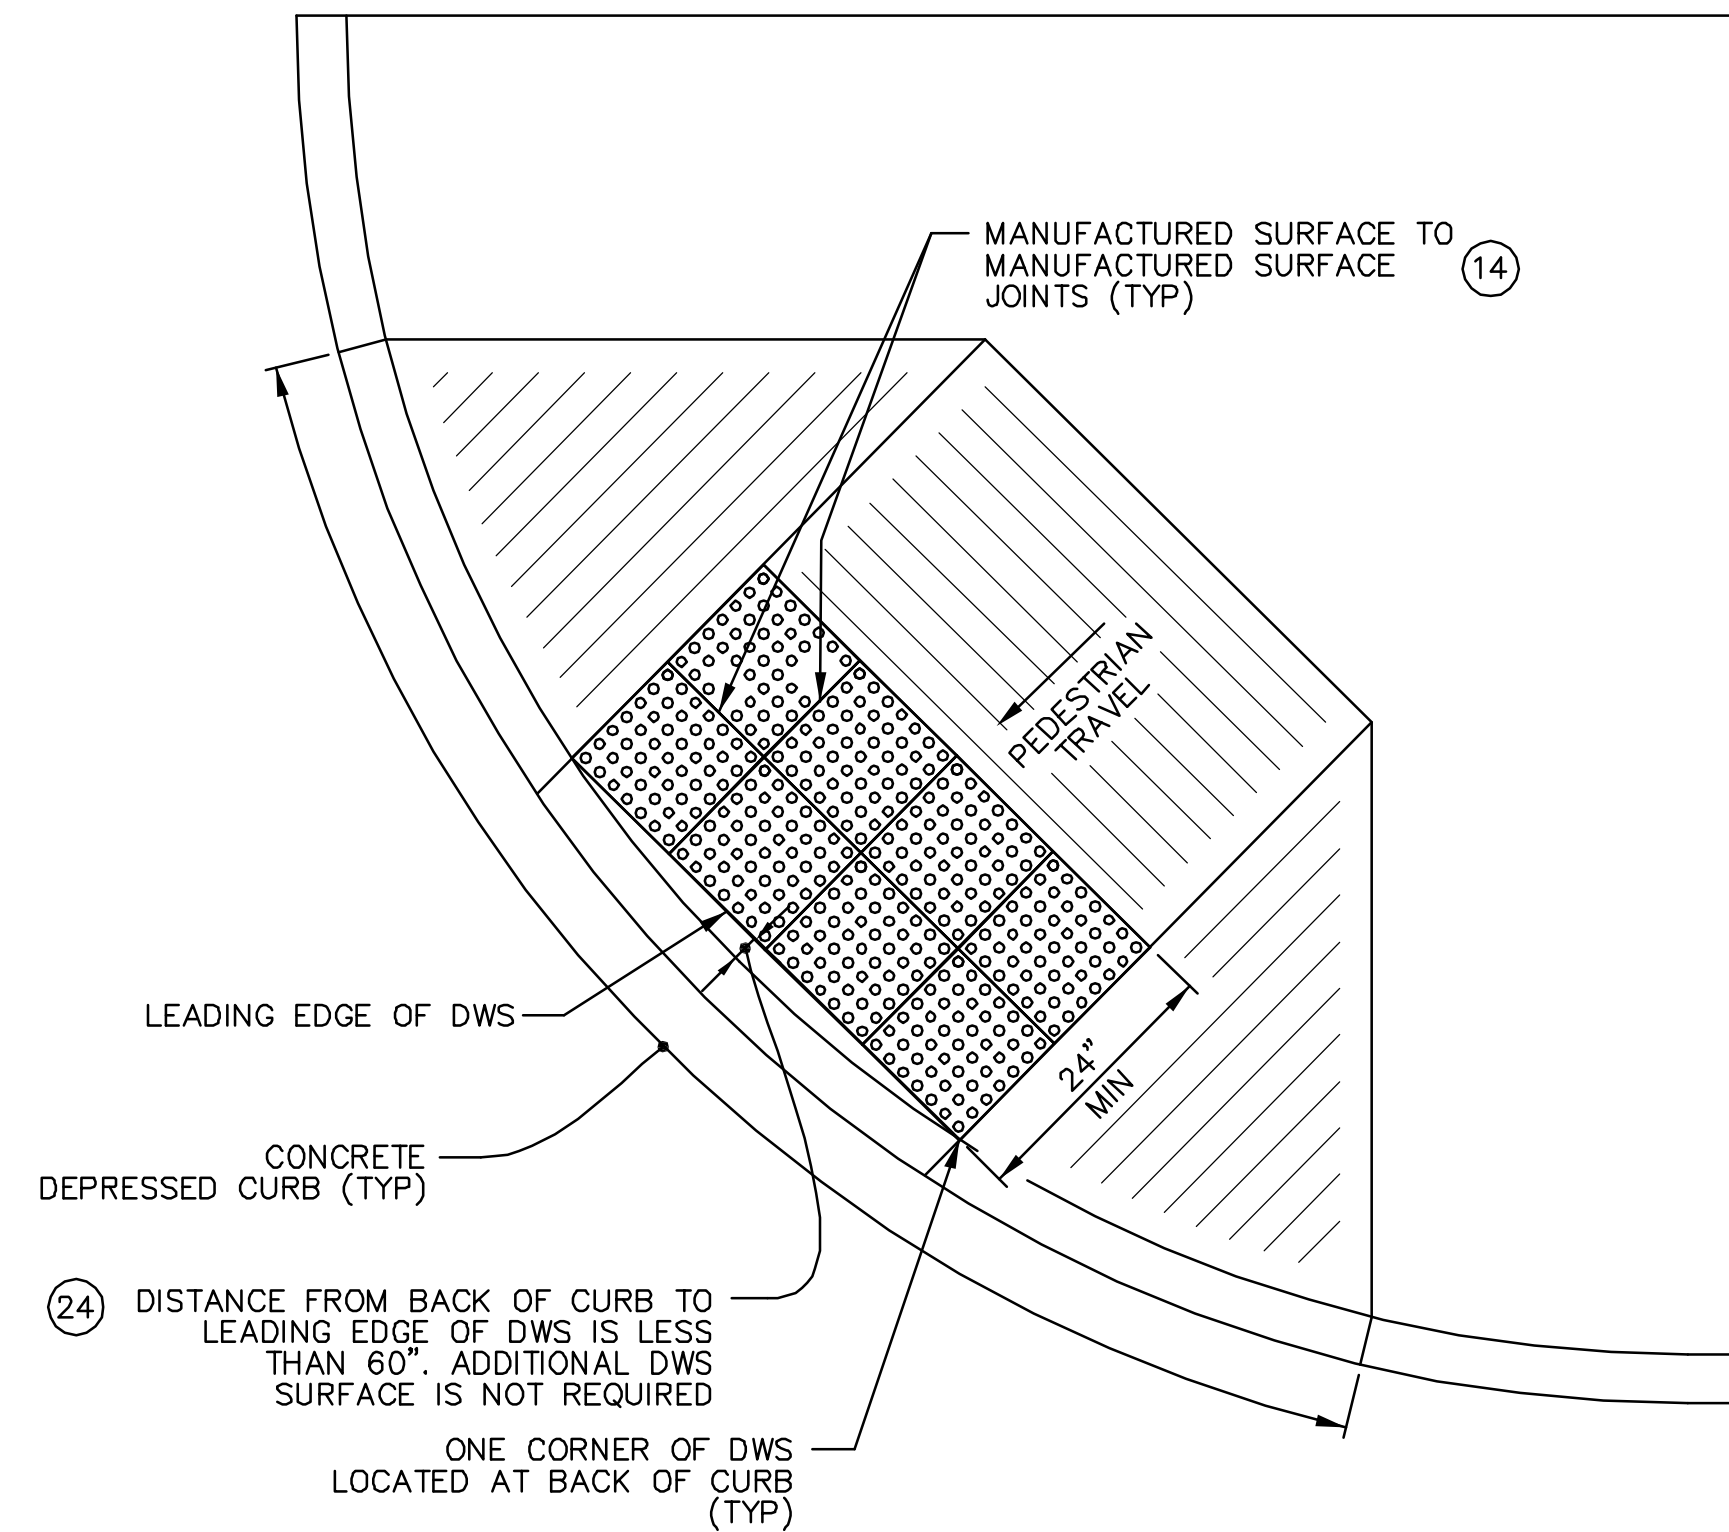 MANUFACTURED SURFACE TO
MANUFACTURED SURFACE
JOINTS (TYP)
14
PEDESTRIAN
TRAVEL
LEADING EDGE OF DWS
24”
MIN
CONCRETE
DEPRESSED CURB (TYP)
24
DISTANCE FROM BACK OF CURB TO
LEADING EDGE OF DWS IS LESS
THAN 60”. ADDITIONAL DWS
SURFACE IS NOT REQUIRED
ONE CORNER OF DWS
LOCATED AT BACK OF CURB
(TYP)